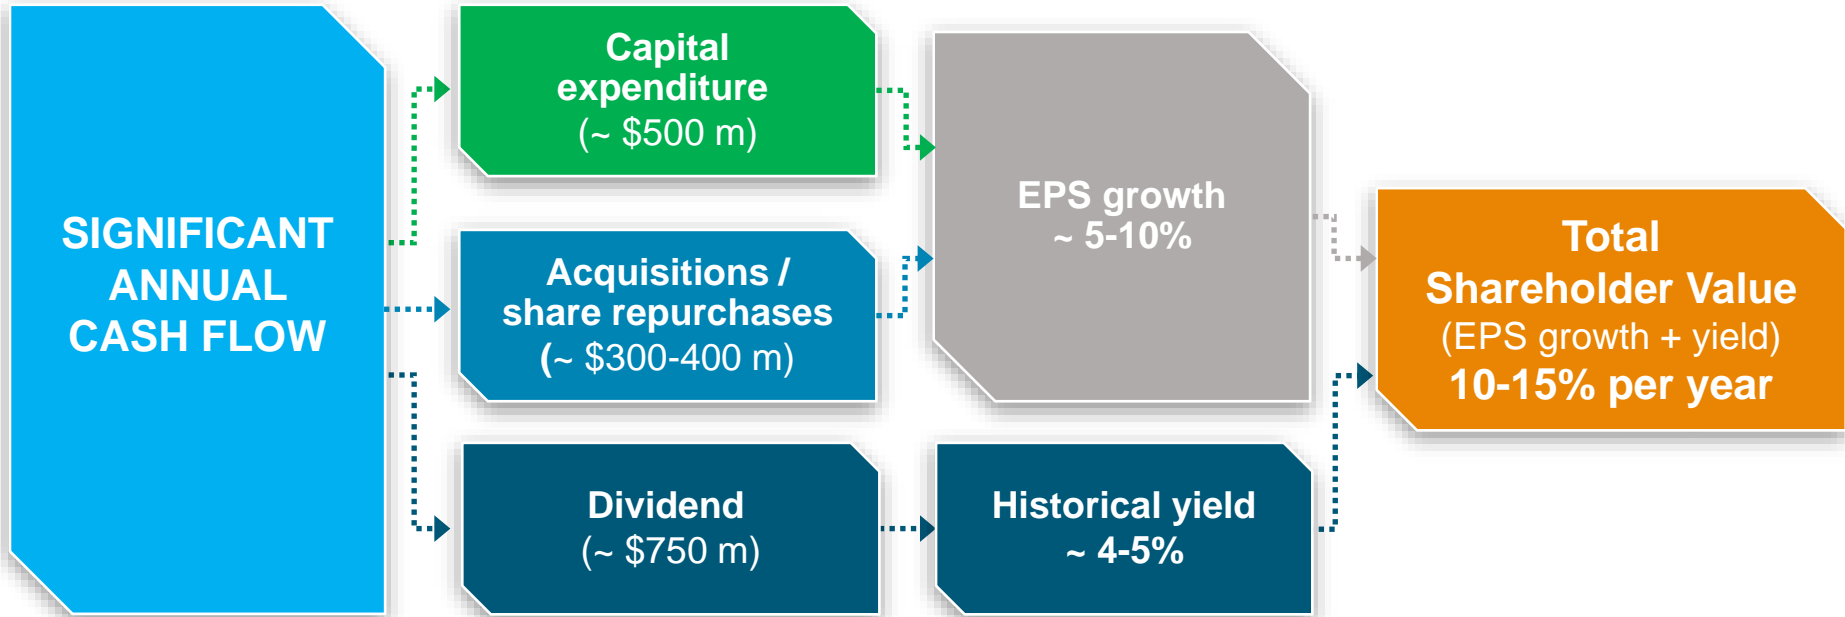 SIGNIFICANT
ANNUAL
CASH FLOW
Capital
expenditure
(~ $500 m)
Acquisitions /
share repurchases
(~ $300-400 m)
Dividend
(~ $750 m)
EPS growth
~ 5-10%
Historical yield
~ 4-5%
Total
Shareholder Value
(EPS growth + yield)
10-15% per year